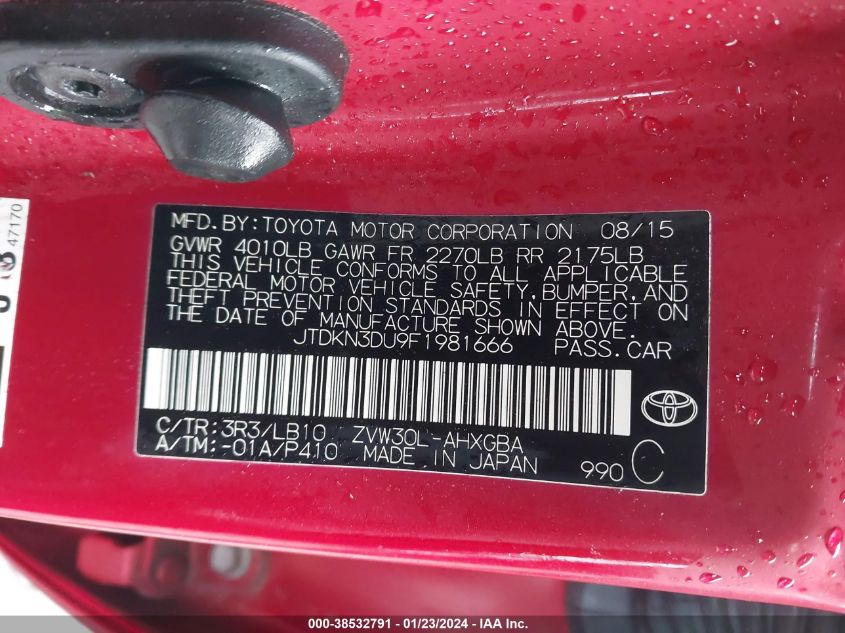 MFD. BY: TOYOTA MOTOR CORPORATION 08/15
GVWR 4010LB GAWR FR 2270LB RR 2175LB
THIS VEHICLE CONFORMS TO ALL APPLICABLE
FEDERAL MOTOR VEHICLE SAFETY, BUMPER, AND
THEFT PREVENTION STANDARDS IN EFFECT ON
THE DATE OF MANUFACTURE SHOWN ABOVE.
JTDKN3DU9F1981666 PASS.CAR
C/TR: 3R3/LB10 ZVW30L-AHXGBA
A/TM: -01A/P410 MADE IN JAPAN 990 C
47170
000-38532791 - 01/23/2024 - IAA Inc.